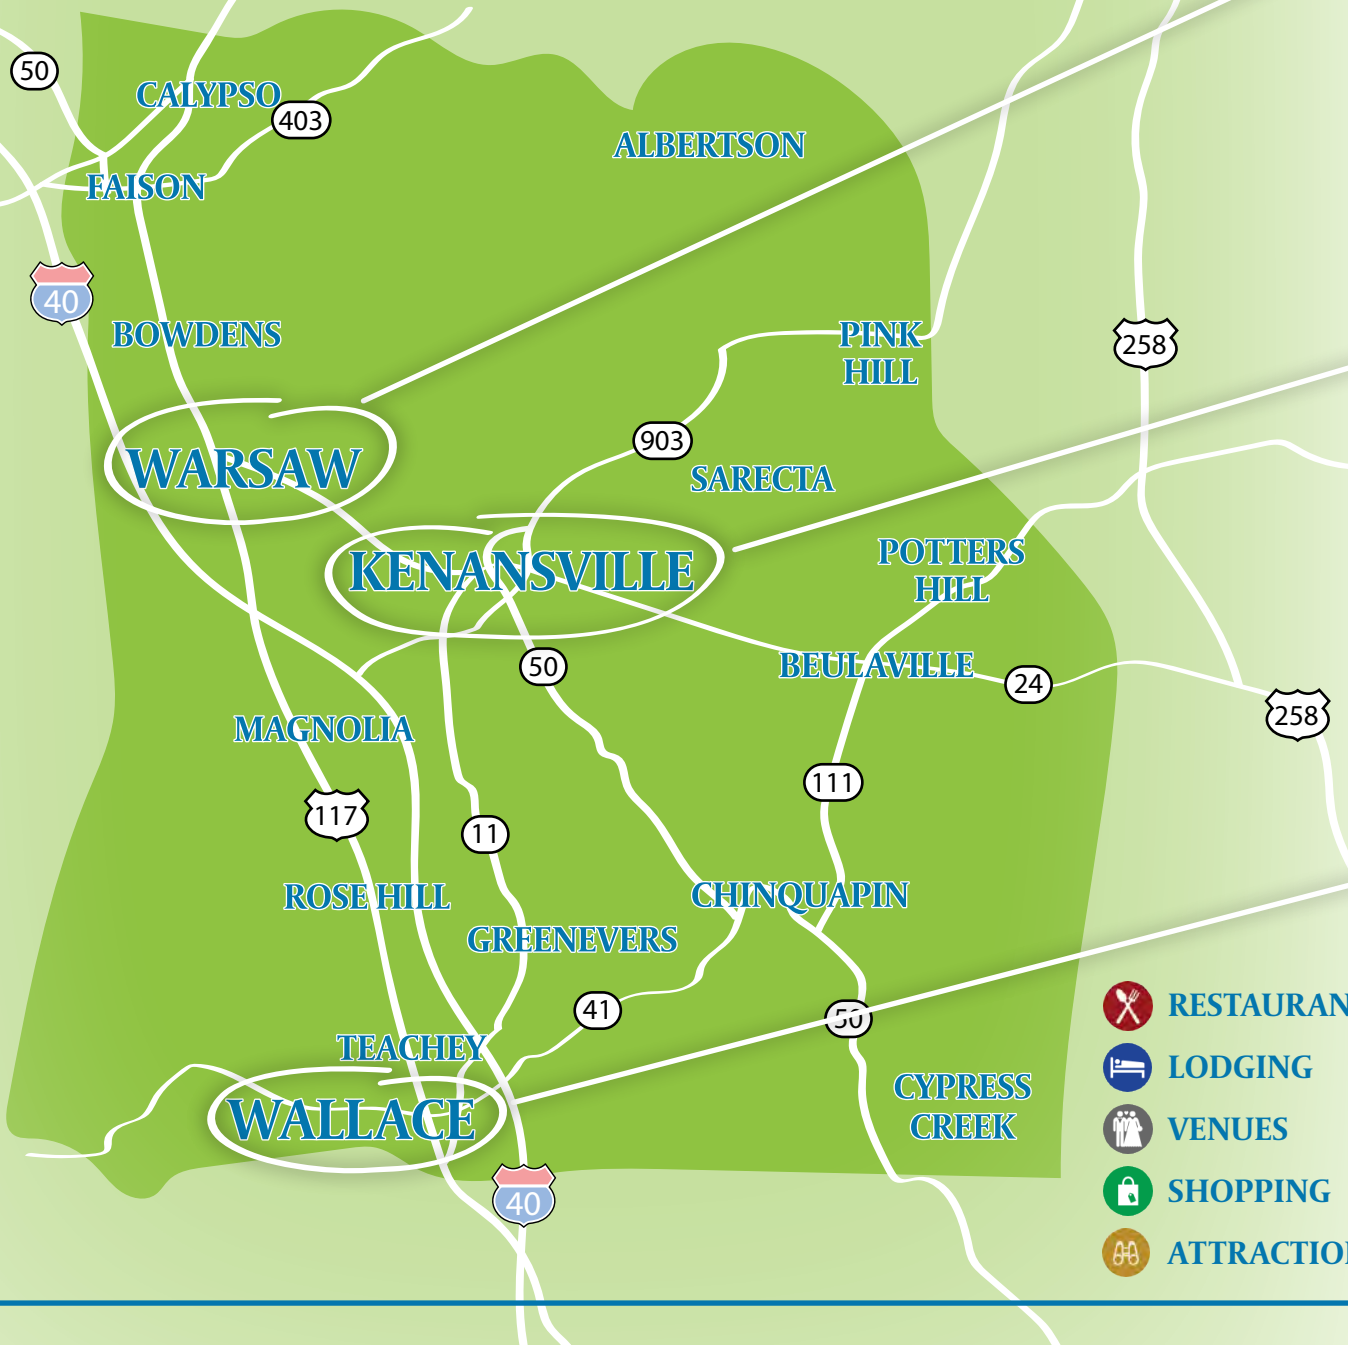 50
CALYPSO
403
ALBERTSON
FAISON
40
BOWDENS
PINK
HILL
258
903
WARSAW
SARECTA
KENANSVILLE
POTTERS
HILL
50
BEULAVILLE
24
258
MAGNOLIA
111
117
11
ROSE HILL
CHINQUAPIN
GREENEVERS
41
50
RESTAURAN
TEACHEY
LODGING
CYPRESS
CREEK
WALLACE
VENUES
40
SHOPPING
ATTRACTIO